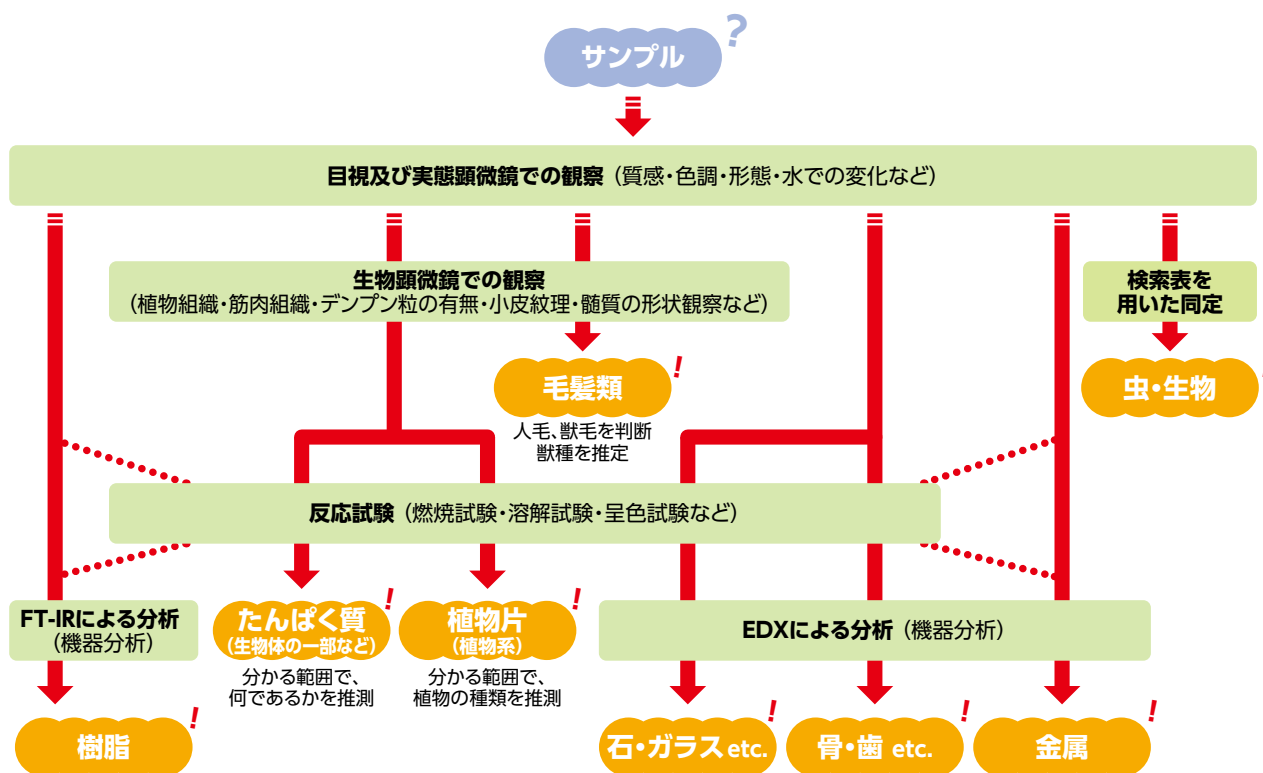 サンプル
?
目視及び実態顕微鏡での観察（質感・色調・形態・水での変化など）
生物顕微鏡での観察
（植物組織・筋肉組織・デンプン粒の有無・小皮紋理・髄質の形状観察など）
検索表を
用いた同定
毛髪類
!
人毛、獣毛を判断
獣種を推定
虫・生物
!
反応試験（燃焼試験・溶解試験・呈色試験など）
FT-IRによる分析
（機器分析）
たんぱく質
（生物体の一部など）
!
分かる範囲で、
何であるかを推測
植物片
（植物系）
!
分かる範囲で、
植物の種類を推測
EDXによる分析（機器分析）
樹脂
!
石・ガラス etc.
!
骨・歯 etc.
!
金属
!